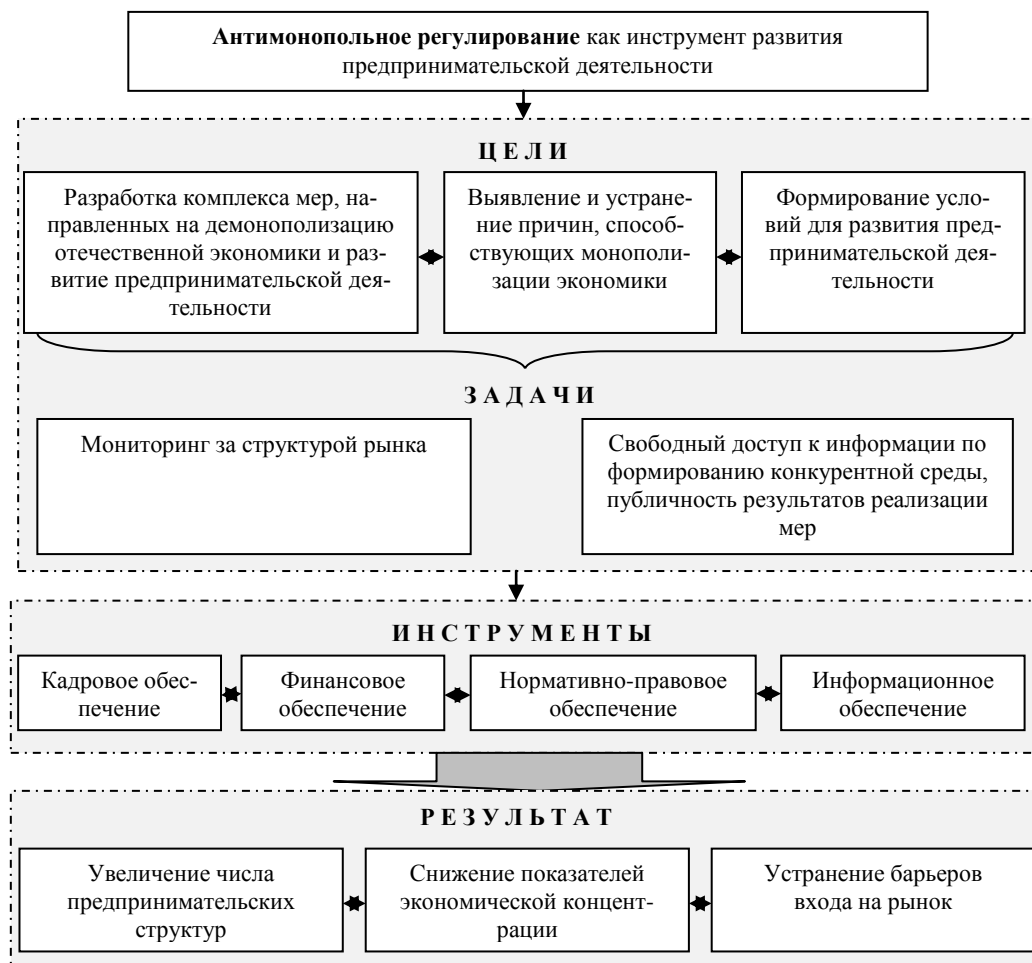 Антимонопольное регулирование как инструмент развития
предпринимательской деятельности
Ц Е Л И
Разработка комплекса мер, на-
правленных на демонополизацию
отечественной экономики и раз-
витие предпринимательской дея-
тельности
Выявление и устране-
ние причин, способ-
ствующих монополи-
зации экономики
Формирование усло-
вий для развития пред-
принимательской дея-
тельности
З А Д А Ч И
Мониторинг за структурой рынка
Свободный доступ к информации по
формированию конкурентной среды,
публичность результатов реализации
мер
И Н С Т Р У М Е Н Т Ы
Кадровое обес-
печение
Финансовое
обеспечение
Нормативно-правовое
обеспечение
Информационное
обеспечение
Р Е З У Л Ь Т А Т
Увеличение числа
предпринимательских
структур
Снижение показателей
экономической концент-
рации
Устранение барьеров
входа на рынок